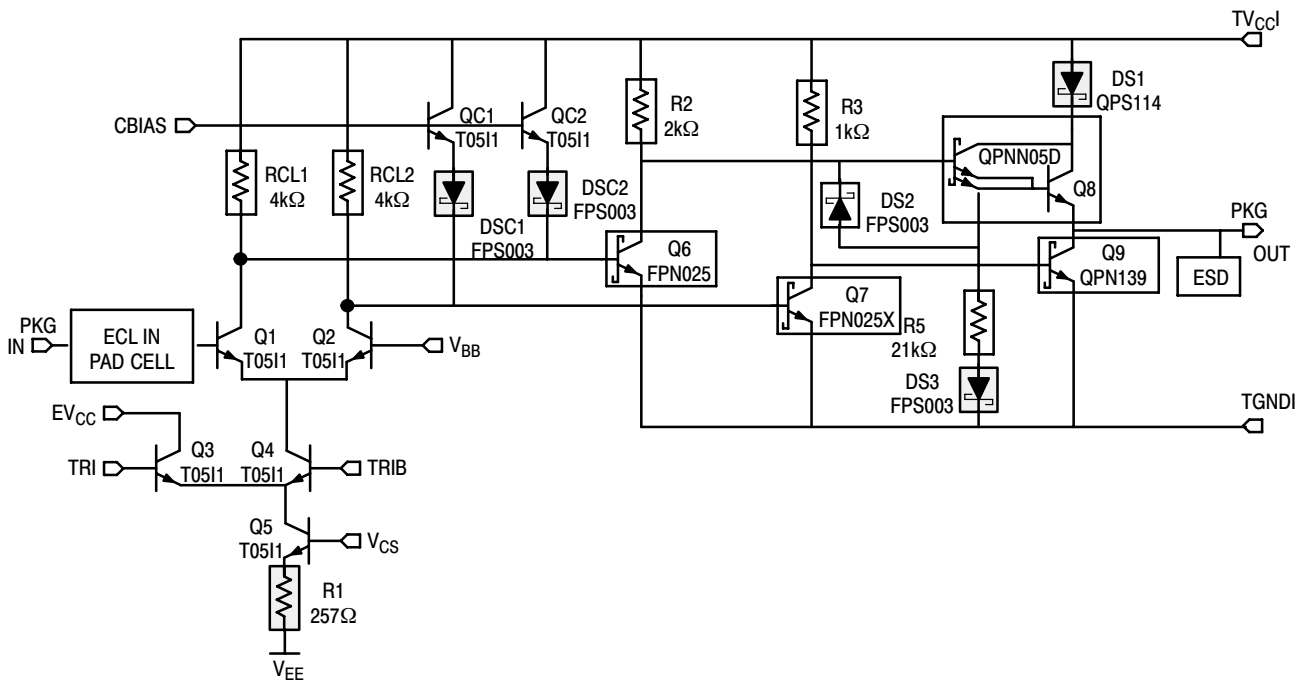 TVCCI
DS1
QPS114
R2
2kΩ
R3
1kΩ
QC1
T05I1
QC2
T05I1
CBIAS
QPNN05D
Q8
RCL1
4kΩ
RCL2
4kΩ
DSC2
FPS003
DSC1
FPS003
DS2
FPS003
PKG
OUT
Q6
FPN025
Q9
QPN139
ESD
Q7
FPN025X
PKG
IN
ECL IN
PAD CELL
Q1
T05I1
Q2
T05I1
VBB
R5
21kΩ
DS3
FPS003
EVCC
TGNDI
Q3
T05I1
Q4
T05I1
TRI
TRIB
Q5
T05I1
VCS
R1
257Ω
VEE